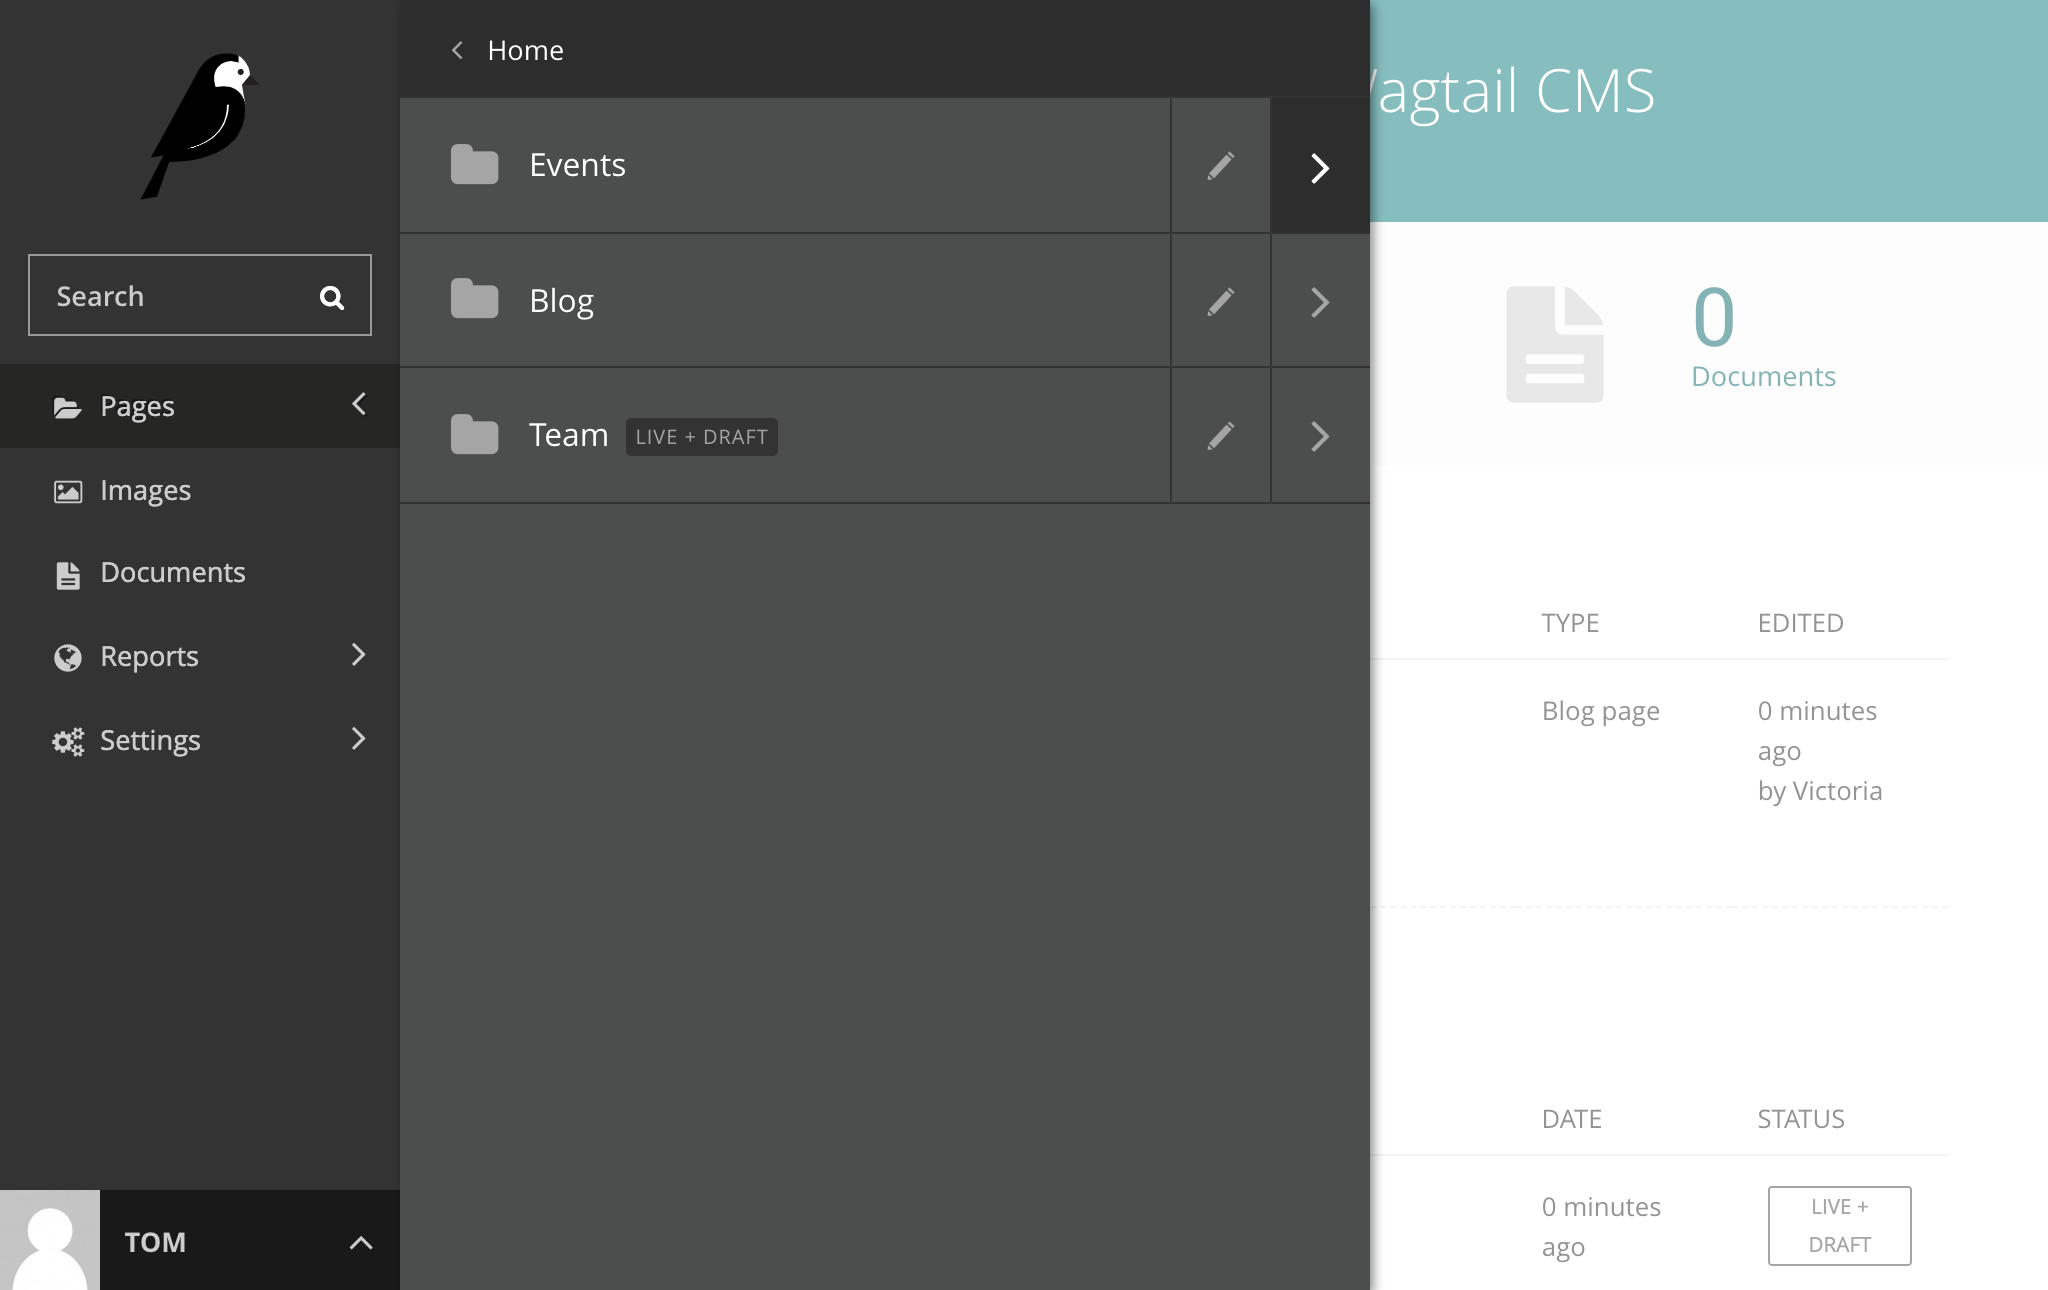 Search
Pages
Images
Documents
Reports
Settings
TOM
Home
Events
Blog
Team LIVE + DRAFT
agtail CMS
0
Documents
TYPE EDITED
Blog page 0 minutes
ago
by Victoria
DATE STATUS
0 minutes LIVE +
ago DRAFT